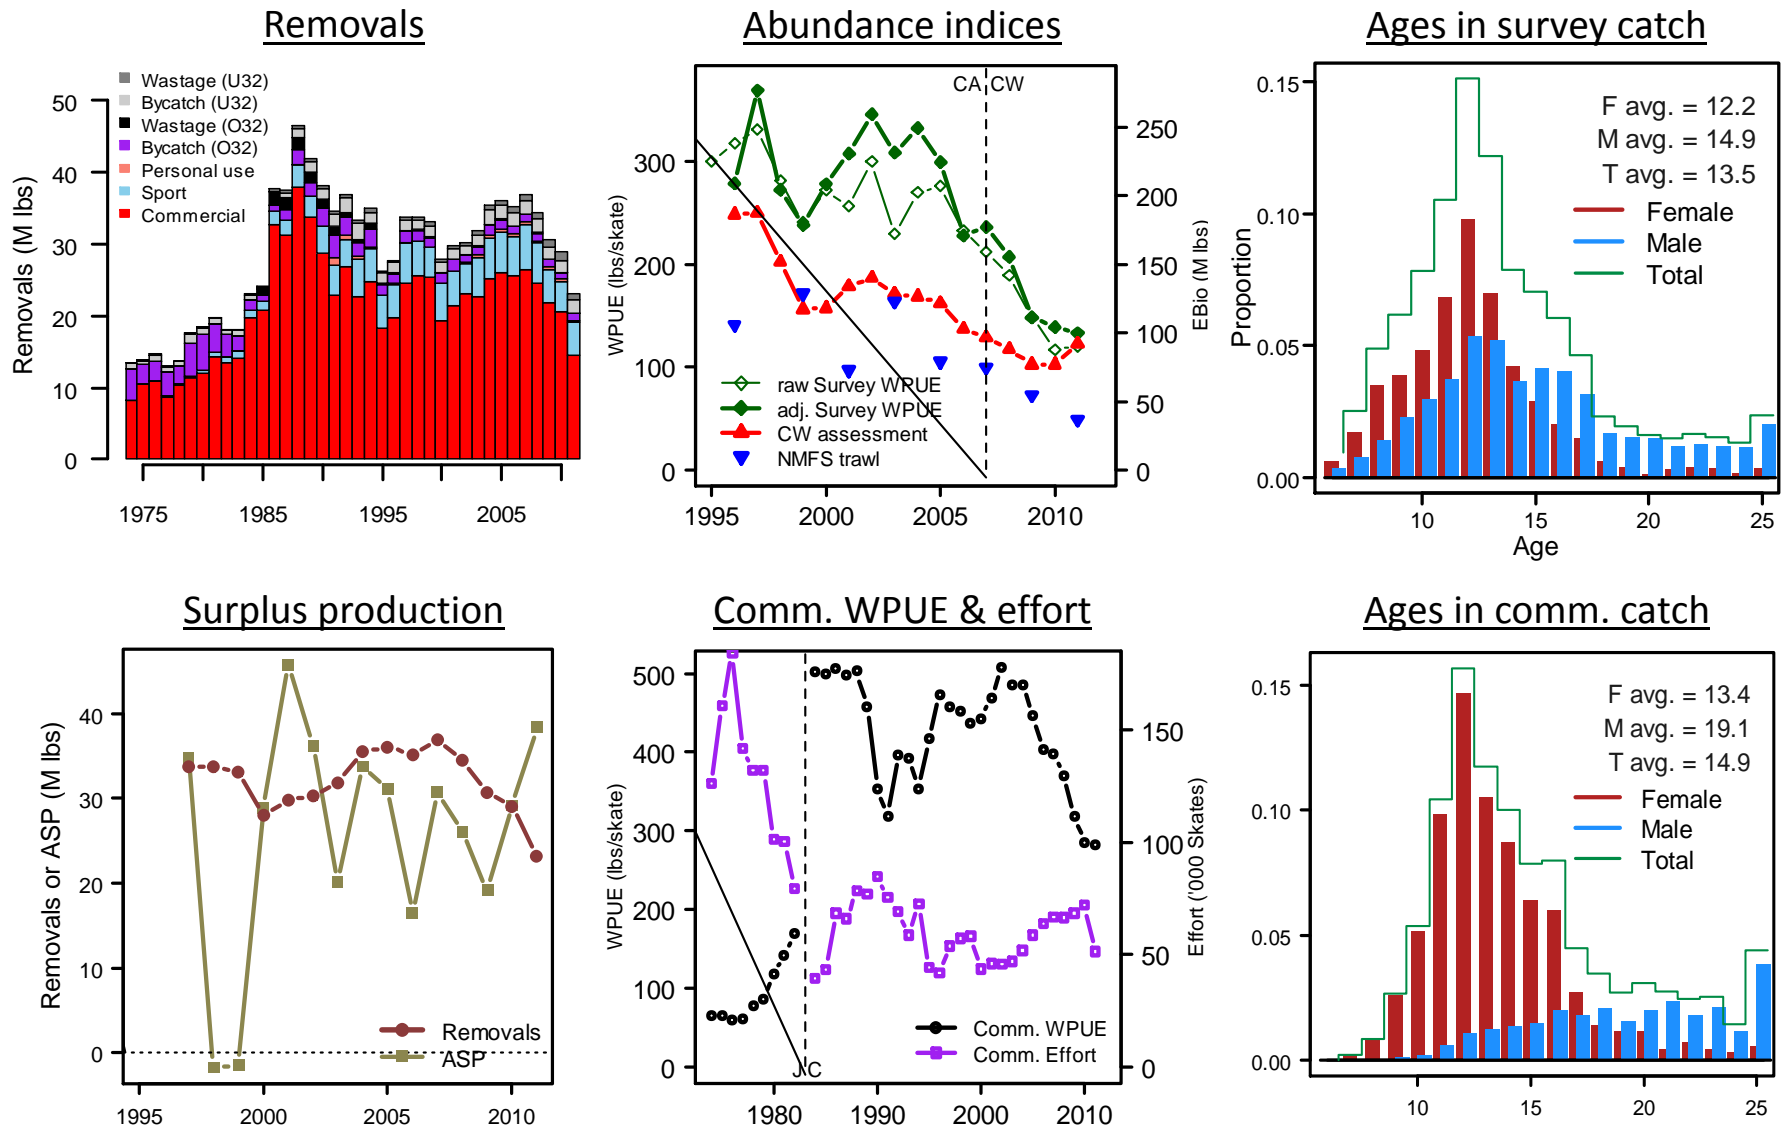 Removals
Wastage (U32)
Bycatch (U32)
Wastage (O32)
Bycatch (O32)
Personal use
Sport
Commercial
Removals (M lbs)
50
40
30
20
10
0
1975 1985 1995 2005
Abundance indices
CA CW
WPUE (lbs/skate)
300
200
100
0
EBio (M lbs)
250
200
150
100
50
0
raw Survey WPUE
adj. Survey WPUE
CW assessment
NMFS trawl
1995 2000 2005 2010
Ages in survey catch
F avg. = 12.2
M avg. = 14.9
T avg. = 13.5
Female
Male
Total
Proportion
0.15
0.10
0.05
0.00
10 15 20 25
Age
Surplus production
Removals or ASP (M lbs)
40
30
20
10
0
Removals
ASP
1995 2000 2005 2010
Comm. WPUE & effort
WPUE (lbs/skate)
500
400
300
200
100
0
Effort ('000 Skates)
150
100
50
0
Comm. WPUE
Comm. Effort
J C
1980 1990 2000 2010
Ages in comm. catch
F avg. = 13.4
M avg. = 19.1
T avg. = 14.9
Female
Male
Total
0.15
0.10
0.05
0.00
10 15 20 25